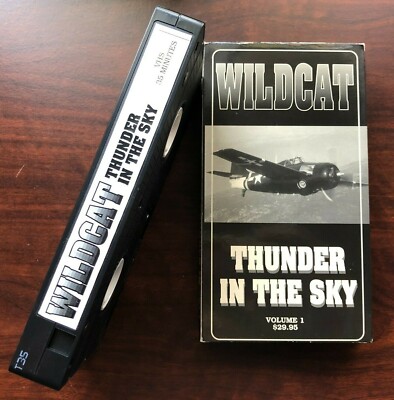 WILDCAT
THUNDER
IN THE SKY
VHS
35 MINUTES
T35
WILDCAT
THUNDER
IN THE SKY
VOLUME 1
$29.95